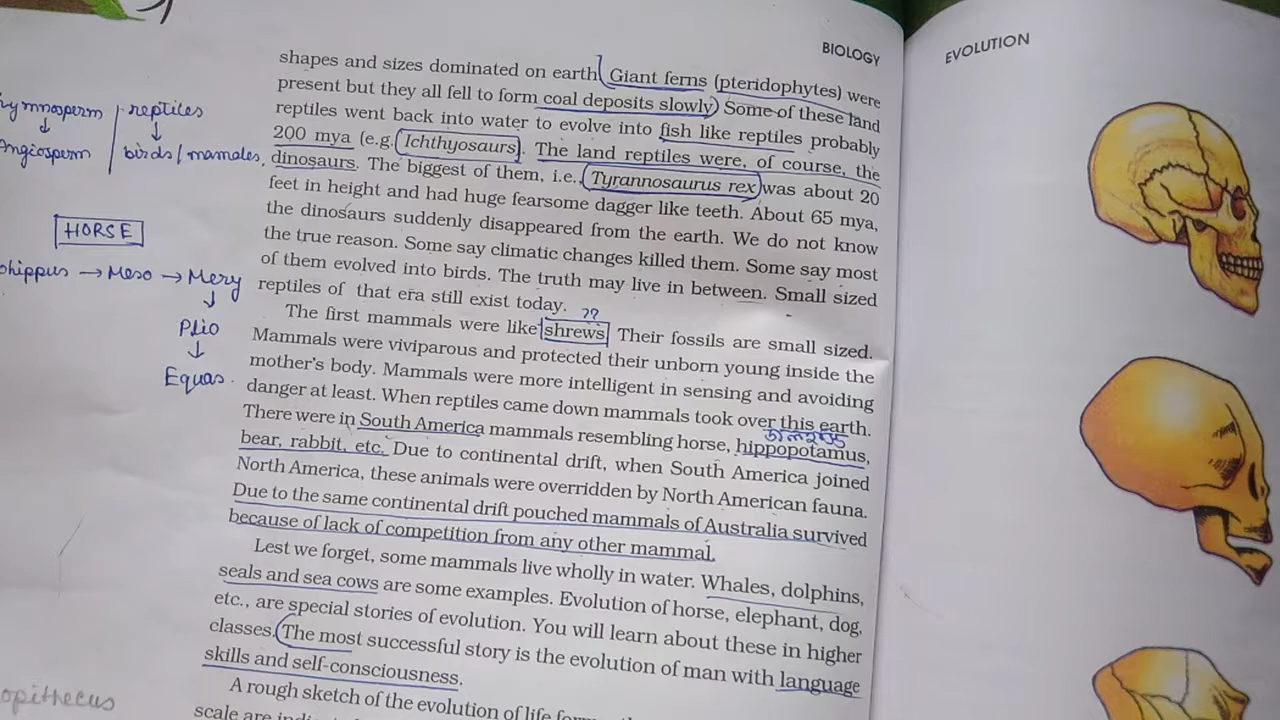 BIOLOGY
shapes and sizes dominated on earth. Giant ferns (pteridophytes) were
present but they all fell to form coal deposits slowly. Some of these land
reptiles went back into water to evolve into fish like reptiles probably
200 mya (e.g. Ichthyosaurs). The land reptiles were, of course, the
dinosaurs. The biggest of them, i.e., Tyrannosaurus rex was about 20
feet in height and had huge fearsome dagger like teeth. About 65 mya,
the dinosaurs suddenly disappeared from the earth. We do not know
the true reason. Some say climatic changes killed them. Some say most
of them evolved into birds. The truth may live in between. Small sized
reptiles of that era still exist today.
??
The first mammals were like shrews. Their fossils are small sized.
Mammals were viviparous and protected their unborn young inside the
mother's body. Mammals were more intelligent in sensing and avoiding
danger at least. When reptiles came down mammals took over this earth.
There were in South America mammals resembling horse, hippopotamus,
bear, rabbit, etc. Due to continental drift, when South America joined
North America, these animals were overridden by North American fauna.
Due to the same continental drift pouched mammals of Australia survived
because of lack of competition from any other mammal.
Lest we forget, some mammals live wholly in water. Whales, dolphins,
seals and sea cows are some examples. Evolution of horse, elephant, dog,
etc., are special stories of evolution. You will learn about these in higher
classes. The most successful story is the evolution of man with language
skills and self-consciousness.
A rough sketch of the evolution of life
scale are
ymnosperm
↓
Angiosperm
reptiles
↓
birds/mamales
HORSE
ohippus → Meso → Mery
↓
Plio
↓
Equas
opithecus
EVOLUTION